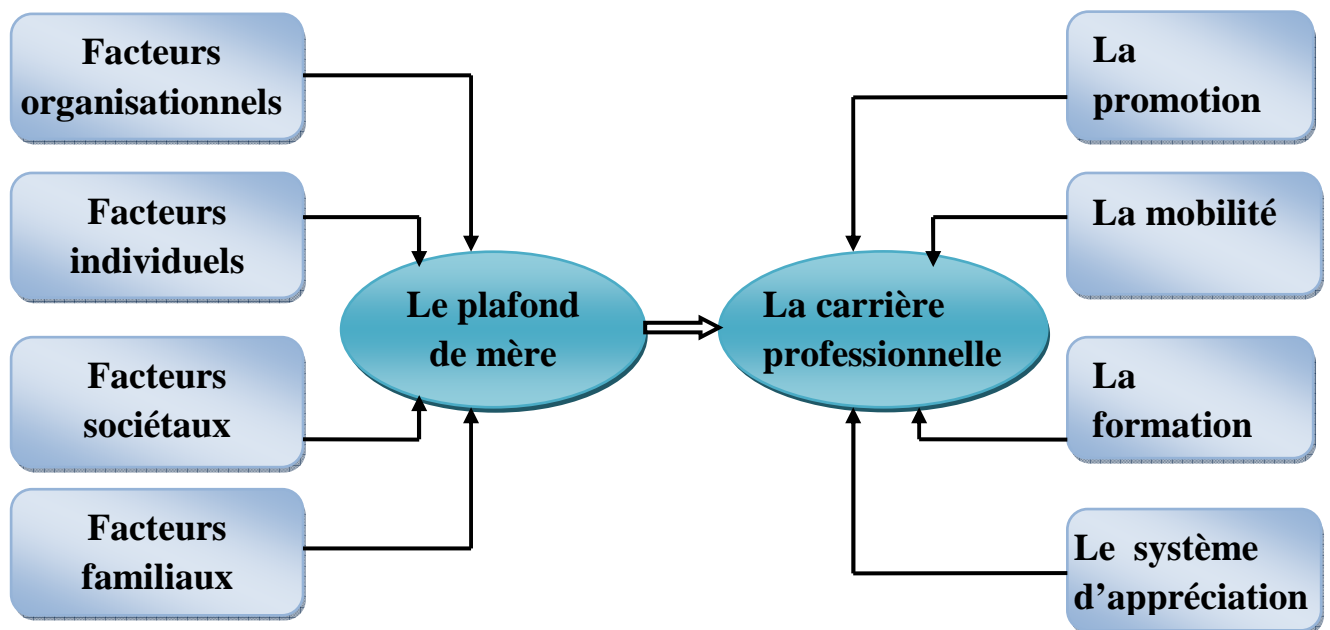 Facteurs
organisationnels
Facteurs
individuels
Facteurs
sociétaux
Facteurs
familiaux
Le plafond
de mère
La carrière
professionnelle
La
promotion
La mobilité
La
formation
Le système
d’appréciation